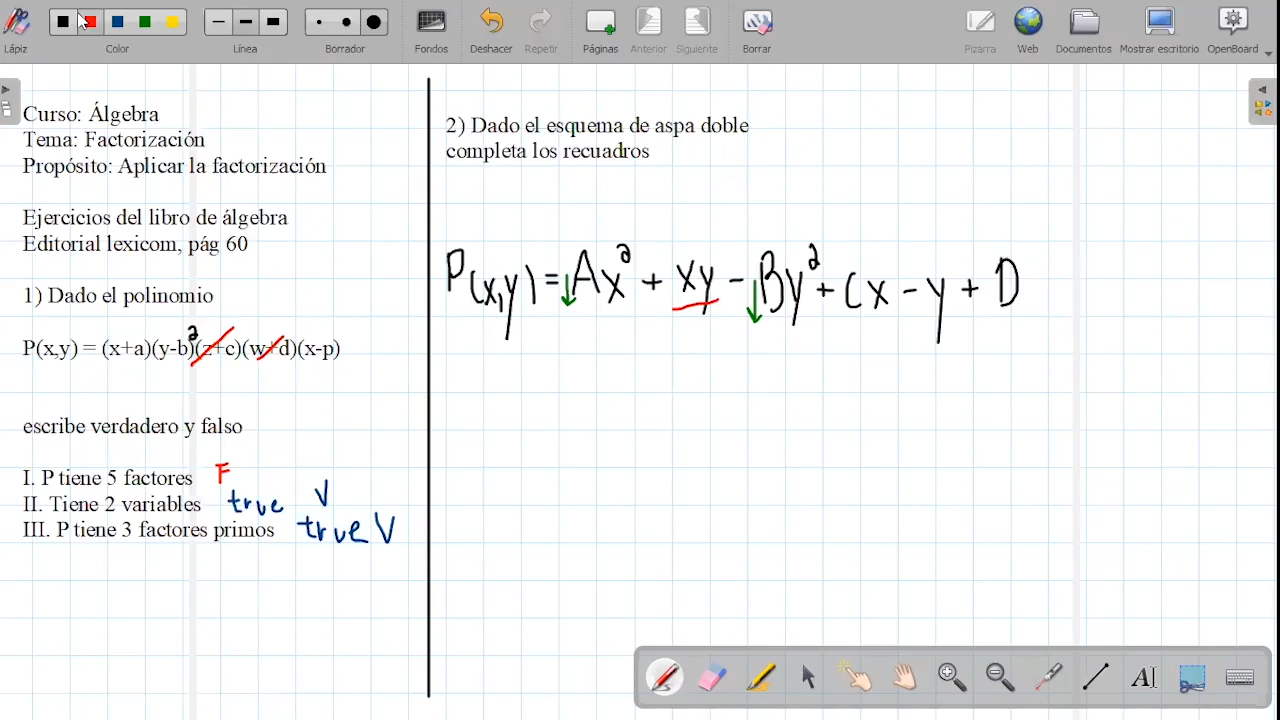 Lápiz Color Línea Borrador Fondos Deshacer Repetir Páginas Anterior Siguiente Borrar Pizarra Web Documentos Mostrar escritorio OpenBoard
Curso: Álgebra
Tema: Factorización
Propósito: Aplicar la factorización
Ejercicios del libro de álgebra
Editorial lexicom, pág 60
1) Dado el polinomio
P(x,y) = (x+a)(y-b)²(z+c)(w+d)(x-p)
escribe verdadero y falso
I. P tiene 5 factores F
II. Tiene 2 variables true V
III. P tiene 3 factores primos true V
2) Dado el esquema de aspa doble
completa los recuadros
P(x,y) = Ax² + xy - By² + Cx - y + D